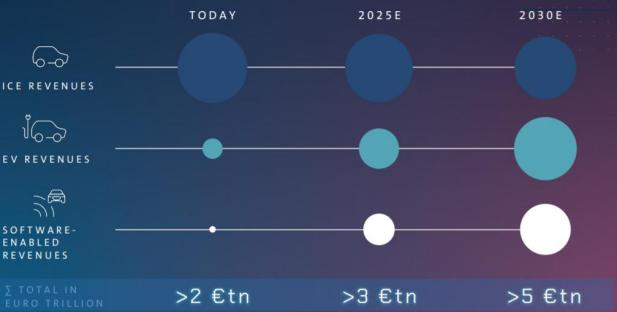 TODAY 2025E 2030E
ICE REVENUES
EV REVENUES
SOFTWARE-
ENABLED
REVENUES
∑ TOTAL IN
EURO TRILLION
>2 €tn >3 €tn >5 €tn